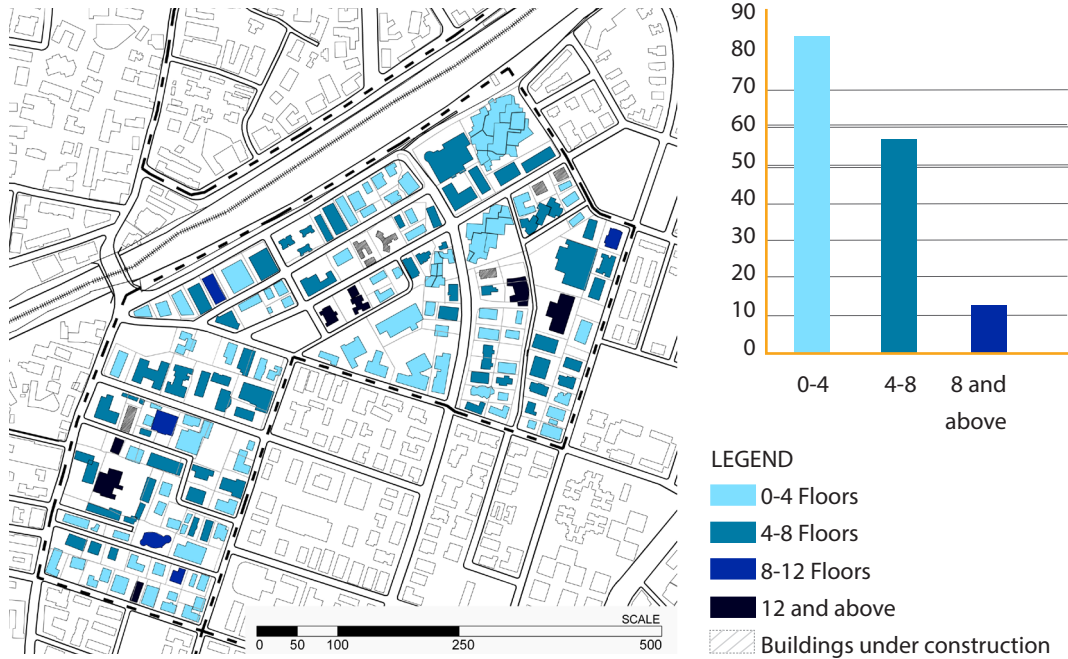 90
80
70
60
50
40
30
20
10
0
0-4
4-8
8 and
above
LEGEND
0-4 Floors
4-8 Floors
8-12 Floors
12 and above
Buildings under construction
SCALE
0 50 100 250 500